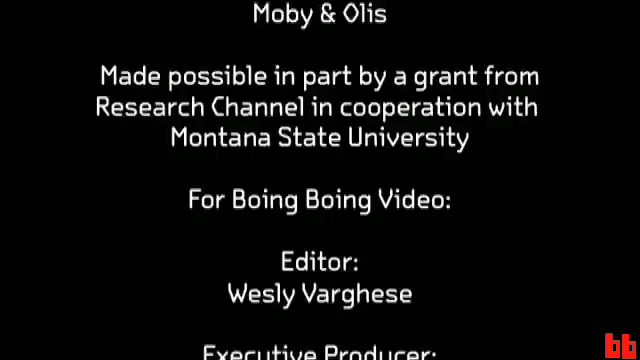 Moby & Olis
Made possible in part by a grant from
Research Channel in cooperation with
Montana State University
For Boing Boing Video:
Editor:
Wesly Varghese
Executive Producer:
bb